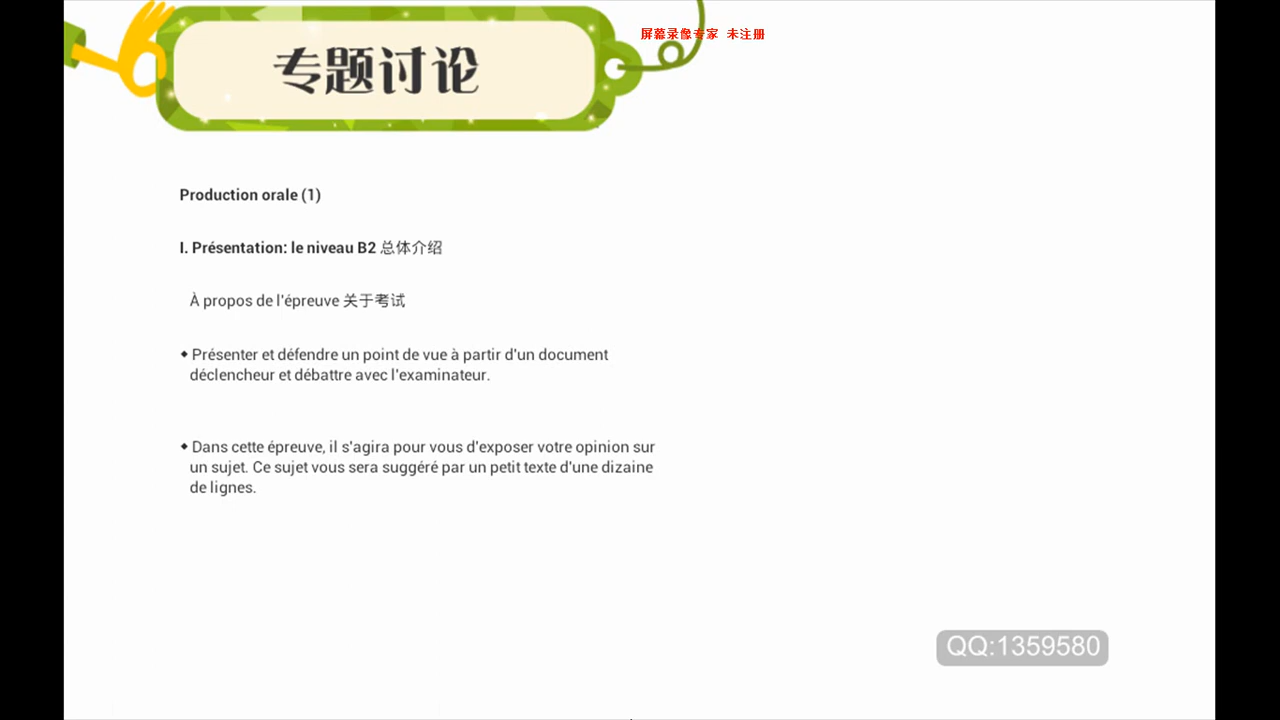 屏幕录像专家 未注册
专题讨论
Production orale (1)
I. Présentation: le niveau B2 总体介绍
À propos de l'épreuve 关于考试
◆ Présenter et défendre un point de vue à partir d'un document
déclencheur et débattre avec l'examinateur.
◆ Dans cette épreuve, il s'agira pour vous d'exposer votre opinion sur
un sujet. Ce sujet vous sera suggéré par un petit texte d'une dizaine
de lignes.
QQ:1359580